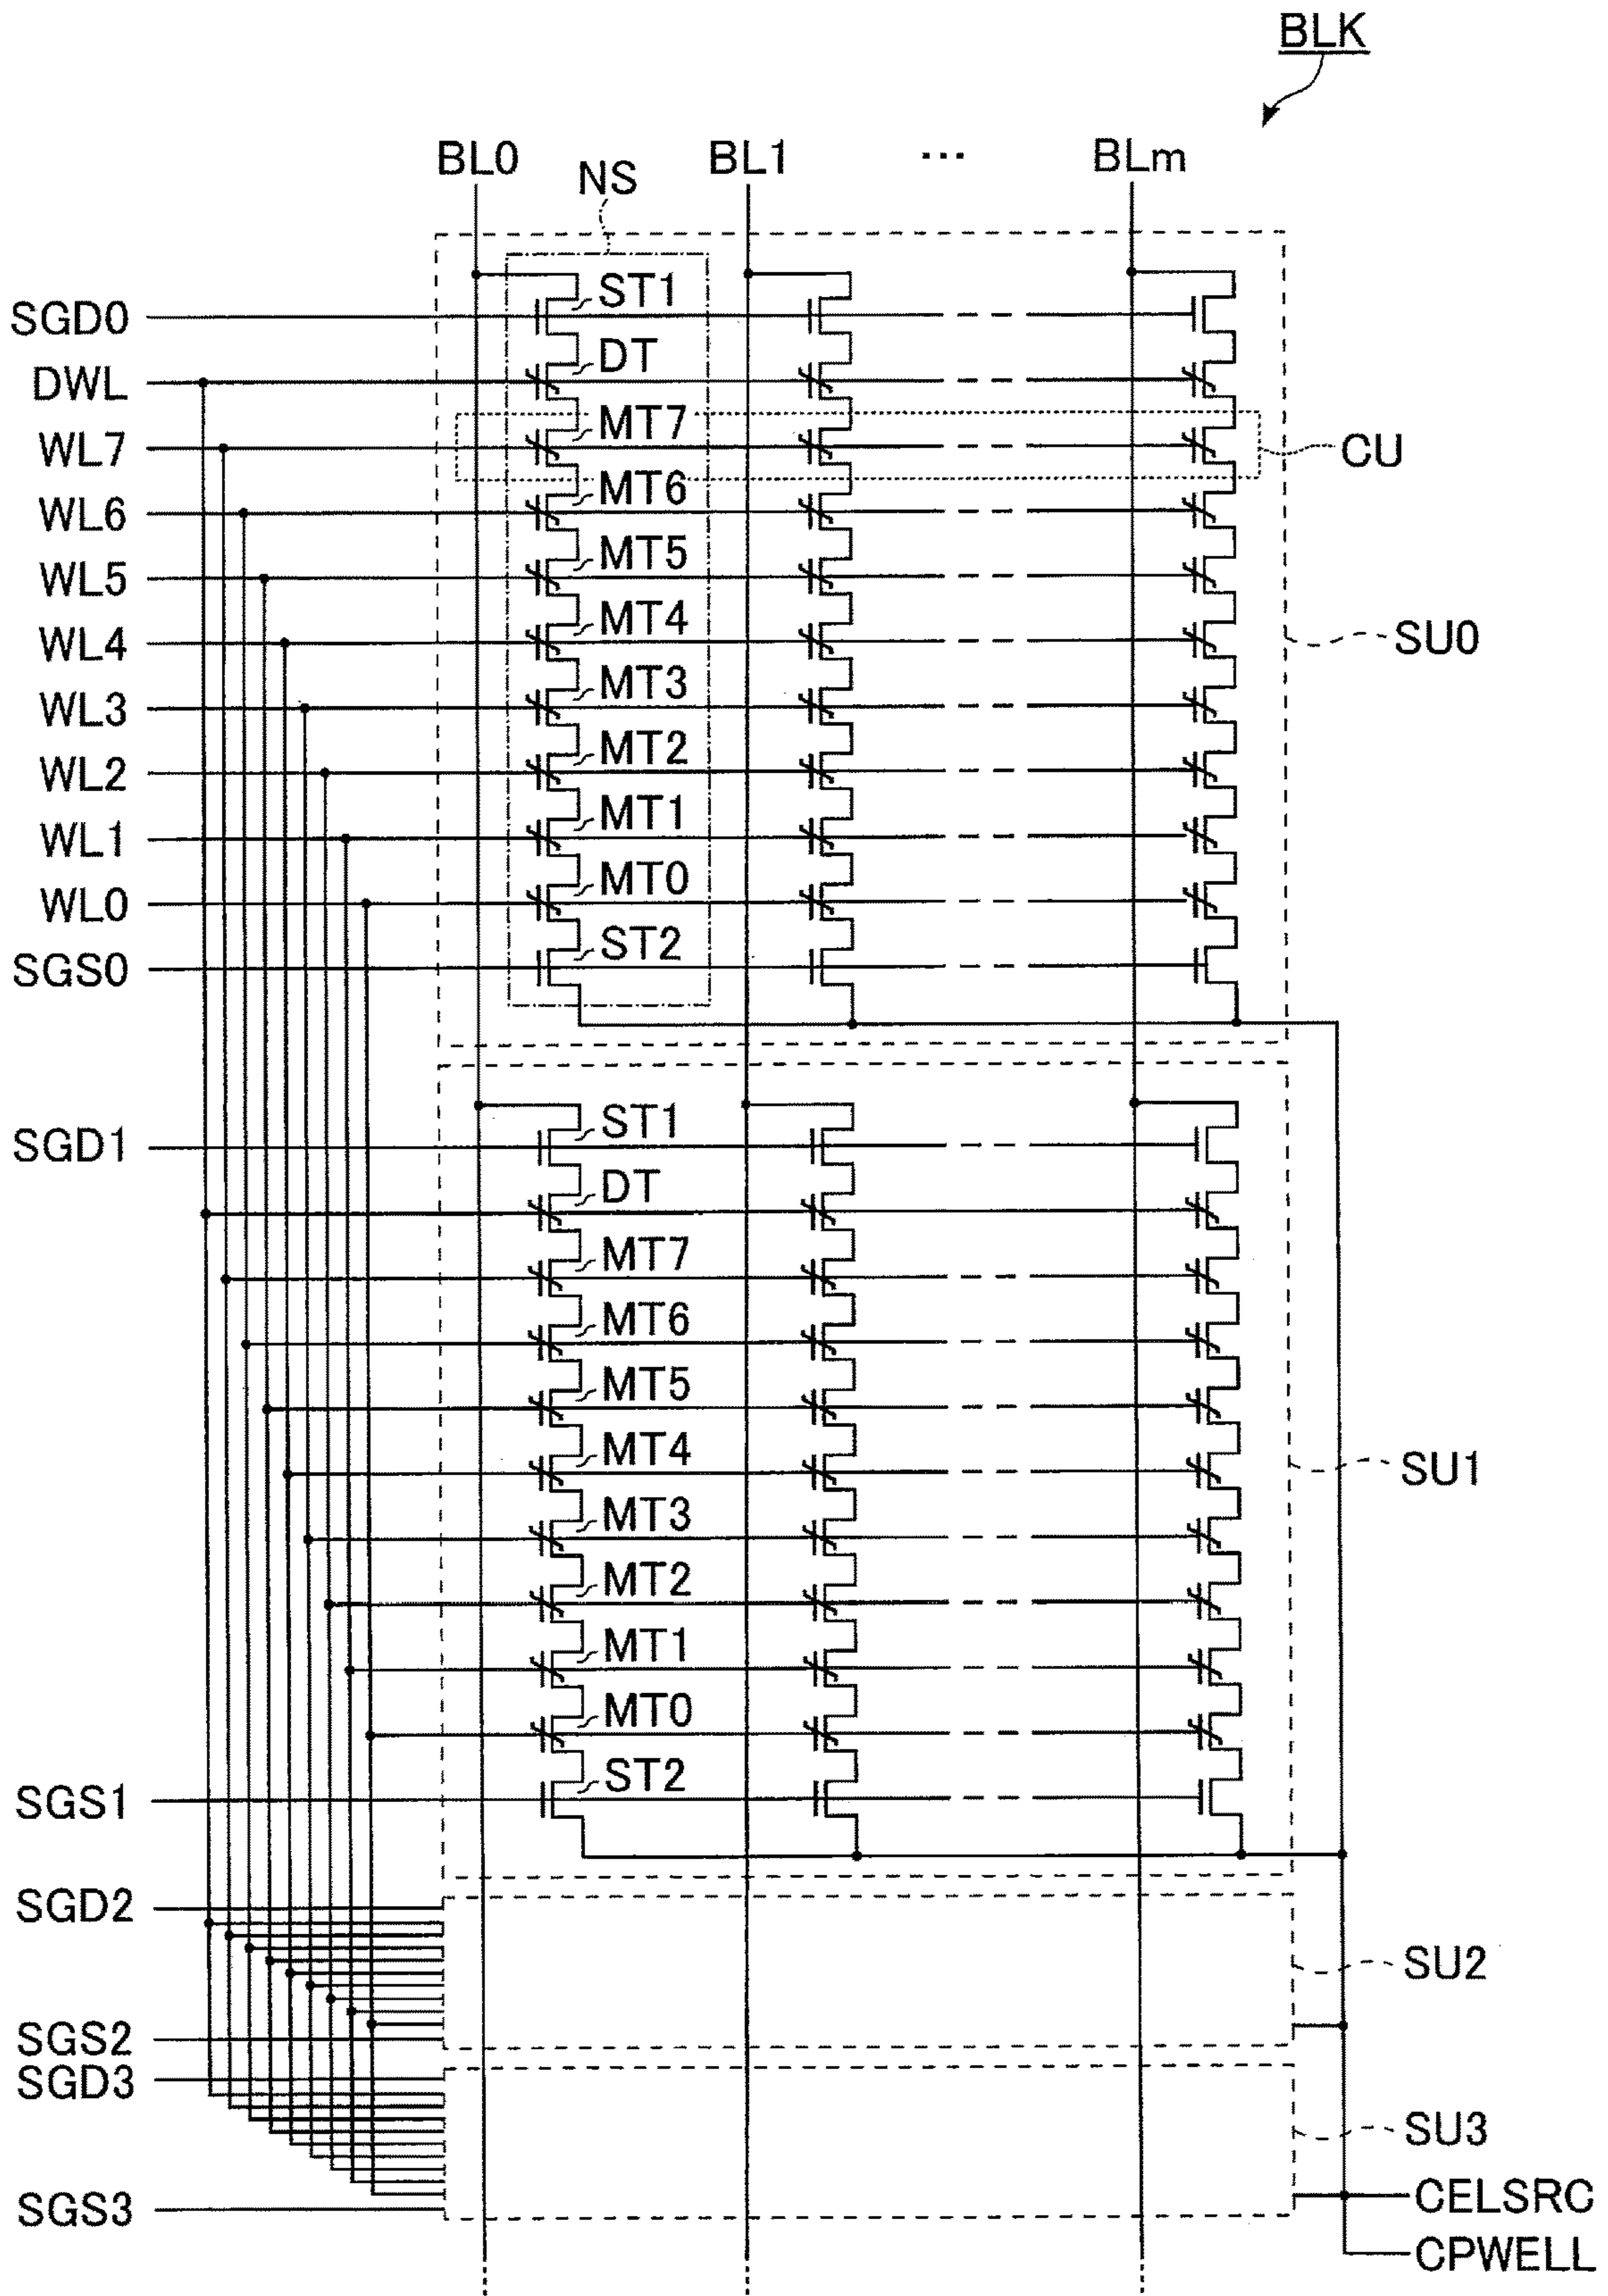 BLK
BL0
NS
BL1
...
BLm
SGD0
ST1
DWL
DT
WL7
MT7
CU
WL6
MT6
WL5
MT5
WL4
MT4
SU0
WL3
MT3
WL2
MT2
WL1
MT1
WL0
MT0
SGS0
ST2
SGD1
ST1
DT
MT7
MT6
MT5
MT4
SU1
MT3
MT2
MT1
MT0
SGS1
ST2
SGD2
SU2
SGS2
SGD3
SU3
SGS3
CELSRC
CPWELL